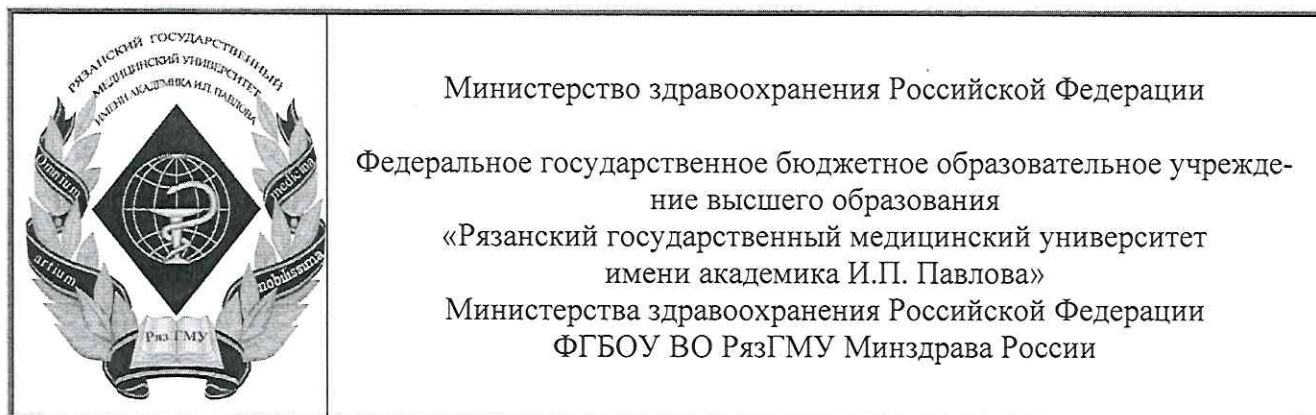 РЯЗАНСКИЙ ГОСУДАРСТВЕННЫЙ
МЕДИЦИНСКИЙ УНИВЕРСИТЕТ
ИМЕНИ АКАДЕМИКА И.П. ПАВЛОВА
Omnium
medicina
artium
nobilissima
Ряз ГМУ
Министерство здравоохранения Российской Федерации
Федеральное государственное бюджетное образовательное учрежде-
ние высшего образования
«Рязанский государственный медицинский университет
имени академика И.П. Павлова»
Министерства здравоохранения Российской Федерации
ФГБОУ ВО РязГМУ Минздрава России